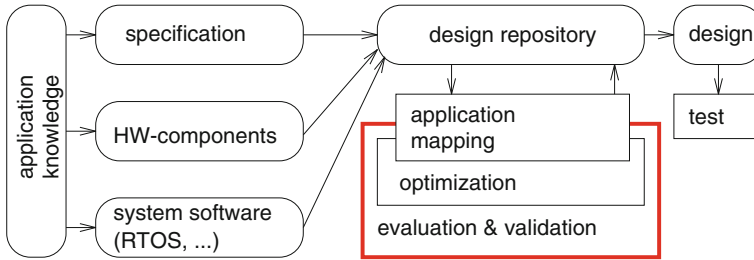 application
knowledge
specification
HW-components
system software
(RTOS, ...)
design repository
application
mapping
optimization
evaluation & validation
design
test